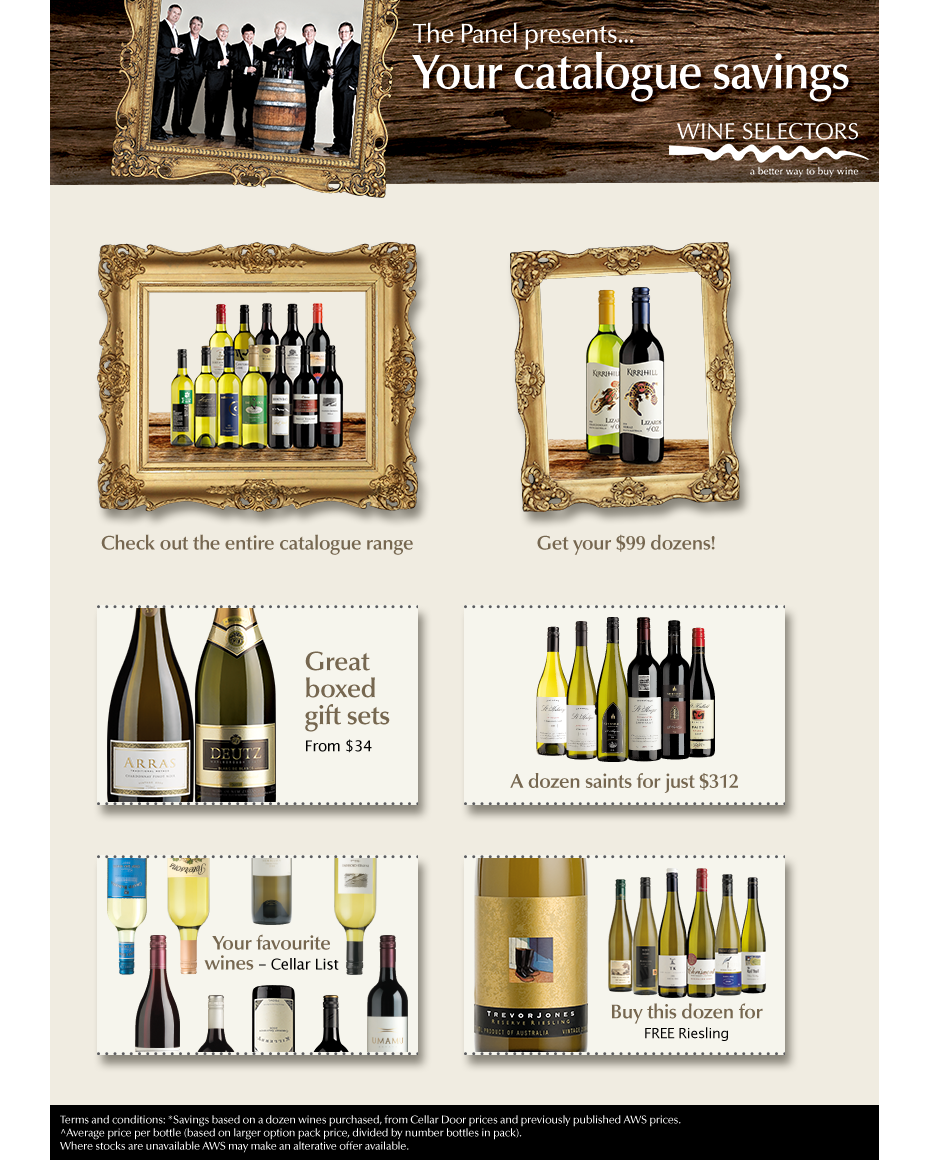 The Panel presents...
Your catalogue savings
WINE SELECTORS
a better way to buy wine
KIRRIHILL
KIRRIHILL
LIZARDS
of OZ
Check out the entire catalogue range
Get your $99 dozens!
ARRAS
DEUTZ
Great
boxed
gift sets
From $34
A dozen saints for just $312
Your favourite
wines – Cellar List
UMAMI
TREVOR JONES
RESERVE RIESLING
PRODUCT OF AUSTRALIA
VINTAGE
TK
Buy this dozen for
FREE Riesling
Terms and conditions: *Savings based on a dozen wines purchased, from Cellar Door prices and previously published AWS prices.
^Average price per bottle (based on larger option pack price, divided by number bottles in pack).
Where stocks are unavailable AWS may make an alterative offer available.